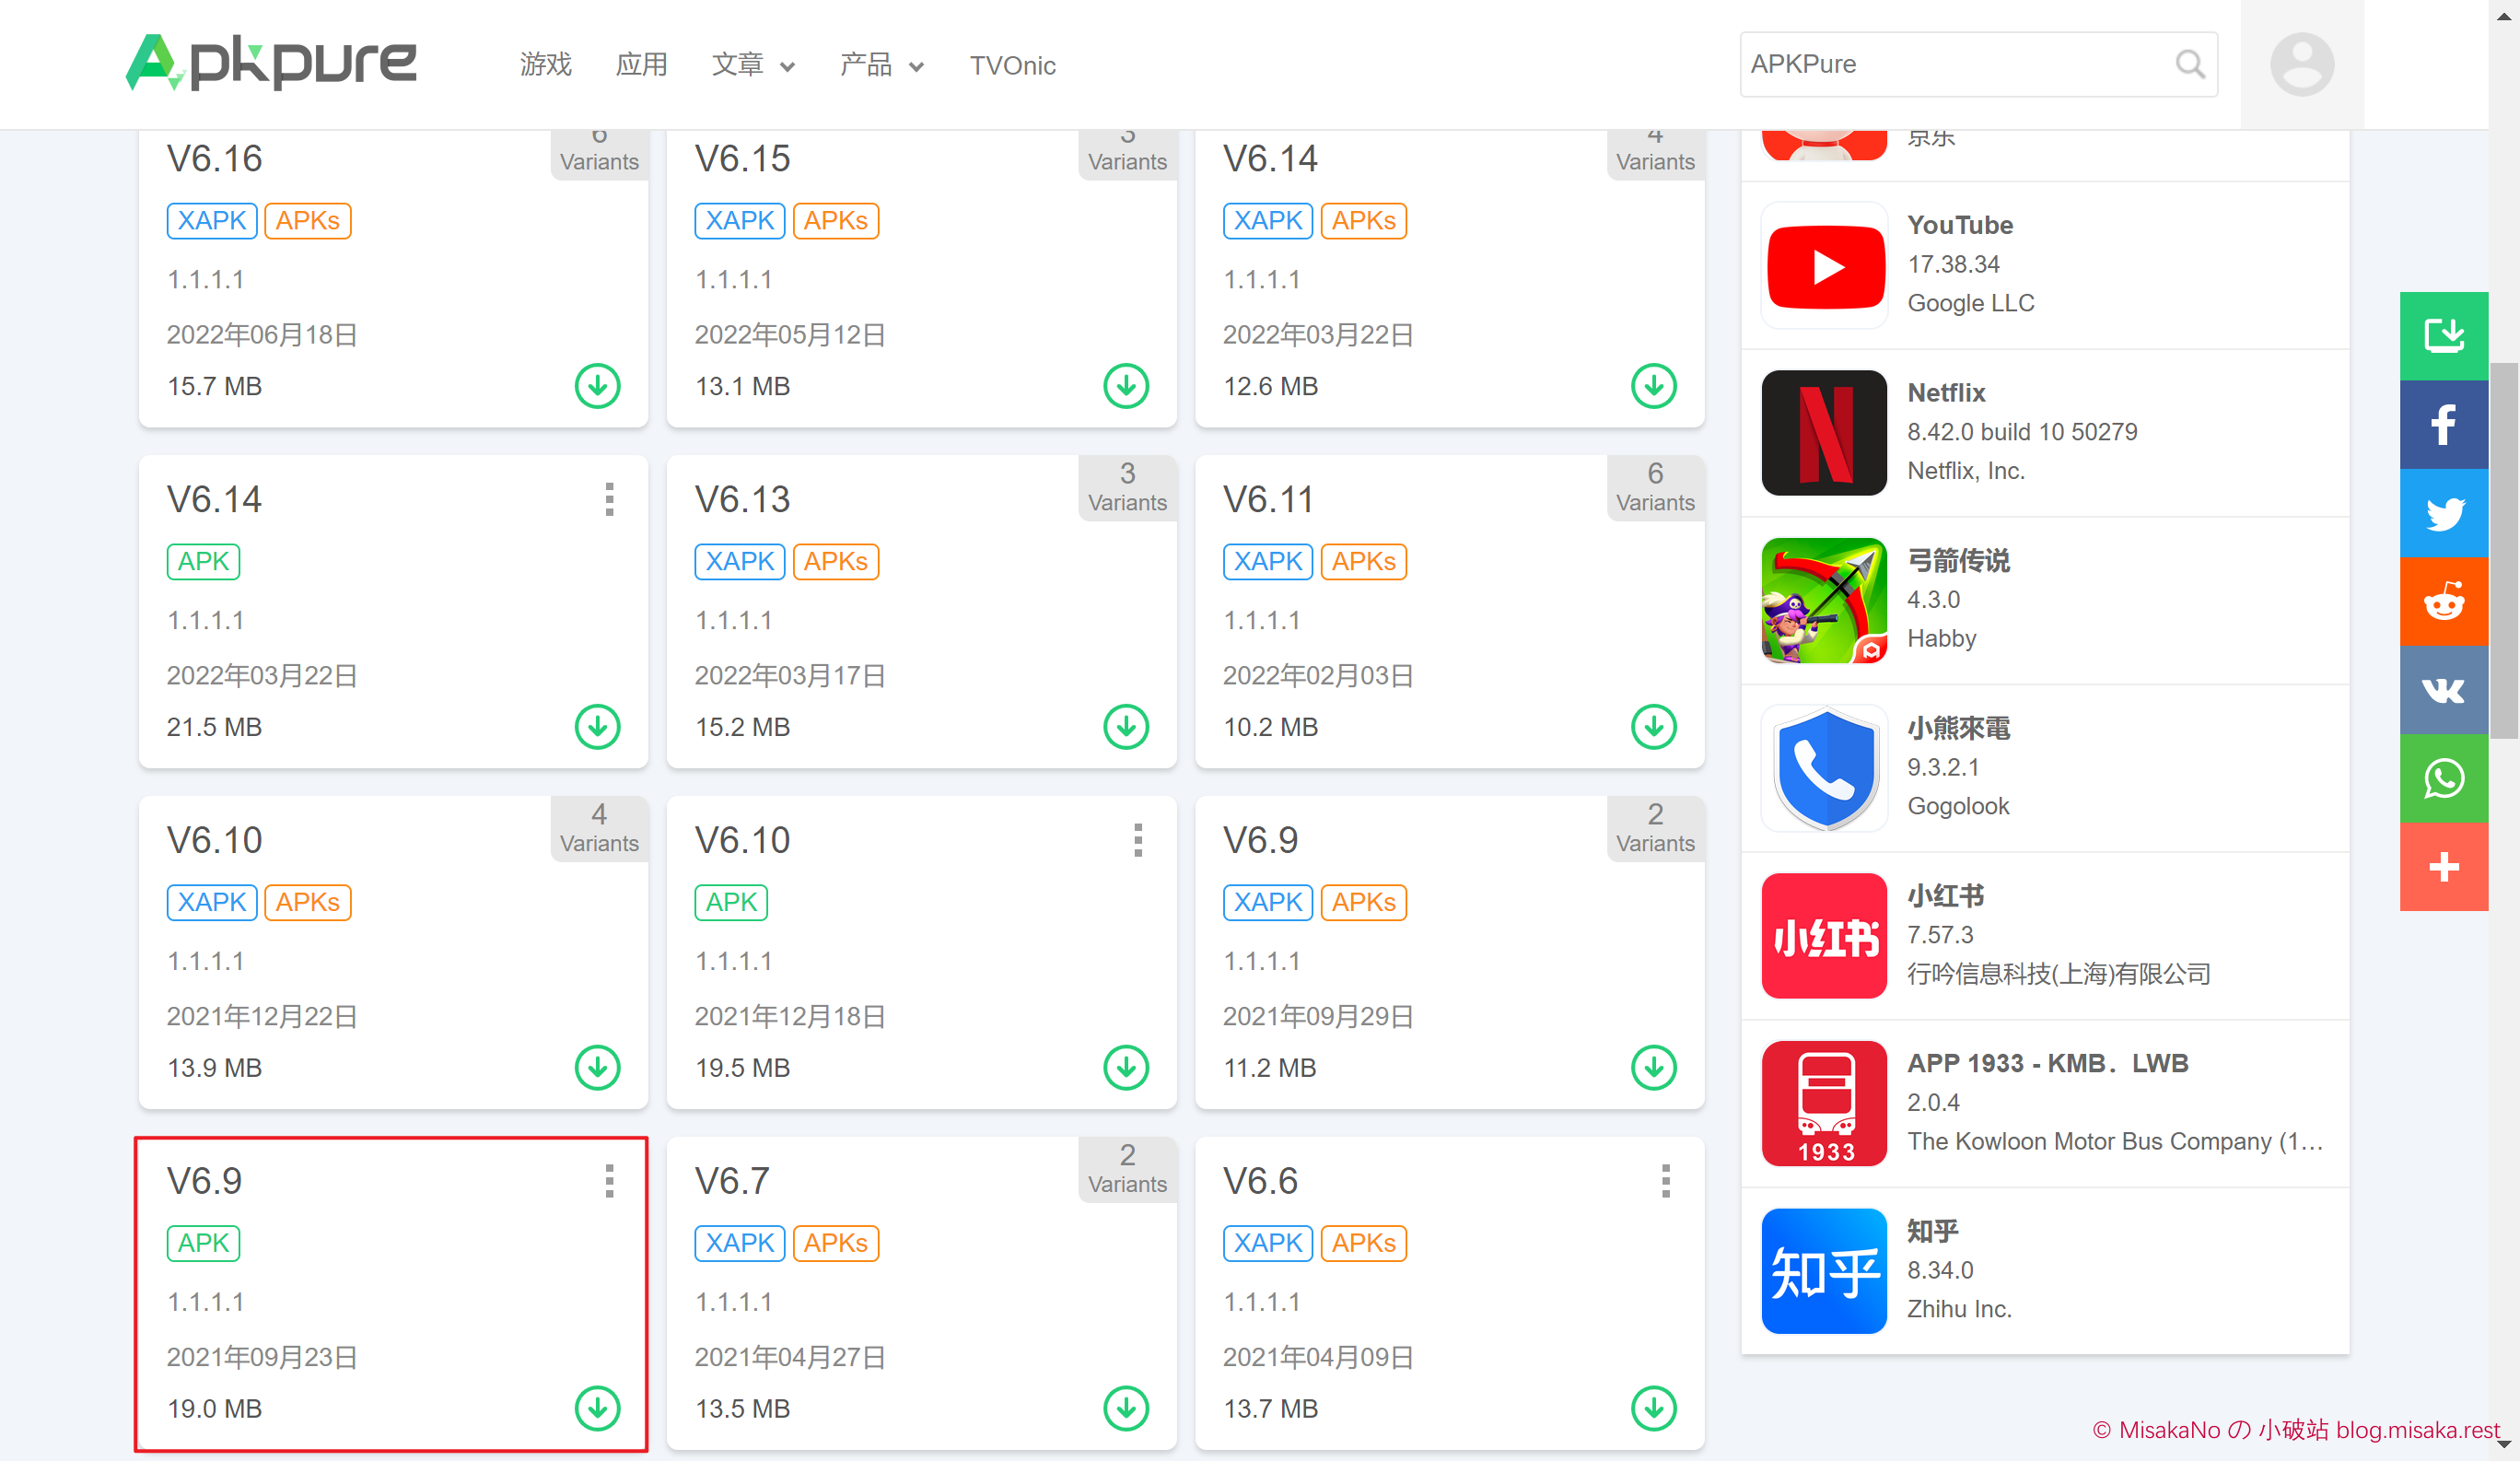 Apkpure
游戏 应用 文章 产品 TVOnic
APKPure
V6.16
6
Variants
XAPK APKs
1.1.1.1
2022年06月18日
15.7 MB
V6.15
3
Variants
XAPK APKs
1.1.1.1
2022年05月12日
13.1 MB
V6.14
4
Variants
XAPK APKs
1.1.1.1
2022年03月22日
12.6 MB
V6.14
APK
1.1.1.1
2022年03月22日
21.5 MB
V6.13
3
Variants
XAPK APKs
1.1.1.1
2022年03月17日
15.2 MB
V6.11
6
Variants
XAPK APKs
1.1.1.1
2022年02月03日
10.2 MB
V6.10
4
Variants
XAPK APKs
1.1.1.1
2021年12月22日
13.9 MB
V6.10
APK
1.1.1.1
2021年12月18日
19.5 MB
V6.9
2
Variants
XAPK APKs
1.1.1.1
2021年09月29日
11.2 MB
V6.9
APK
1.1.1.1
2021年09月23日
19.0 MB
V6.7
2
Variants
XAPK APKs
1.1.1.1
2021年04月27日
13.5 MB
V6.6
XAPK APKs
1.1.1.1
2021年04月09日
13.7 MB
京东
YouTube
17.38.34
Google LLC
Netflix
8.42.0 build 10 50279
Netflix, Inc.
弓箭传说
4.3.0
Habby
小熊來電
9.3.2.1
Gogolook
小红书
小红书
7.57.3
行吟信息科技(上海)有限公司
1933
APP 1933 - KMB．LWB
2.0.4
The Kowloon Motor Bus Company (1…
知乎
知乎
8.34.0
Zhihu Inc.
© MisakaNo の 小破站 blog.misaka.rest